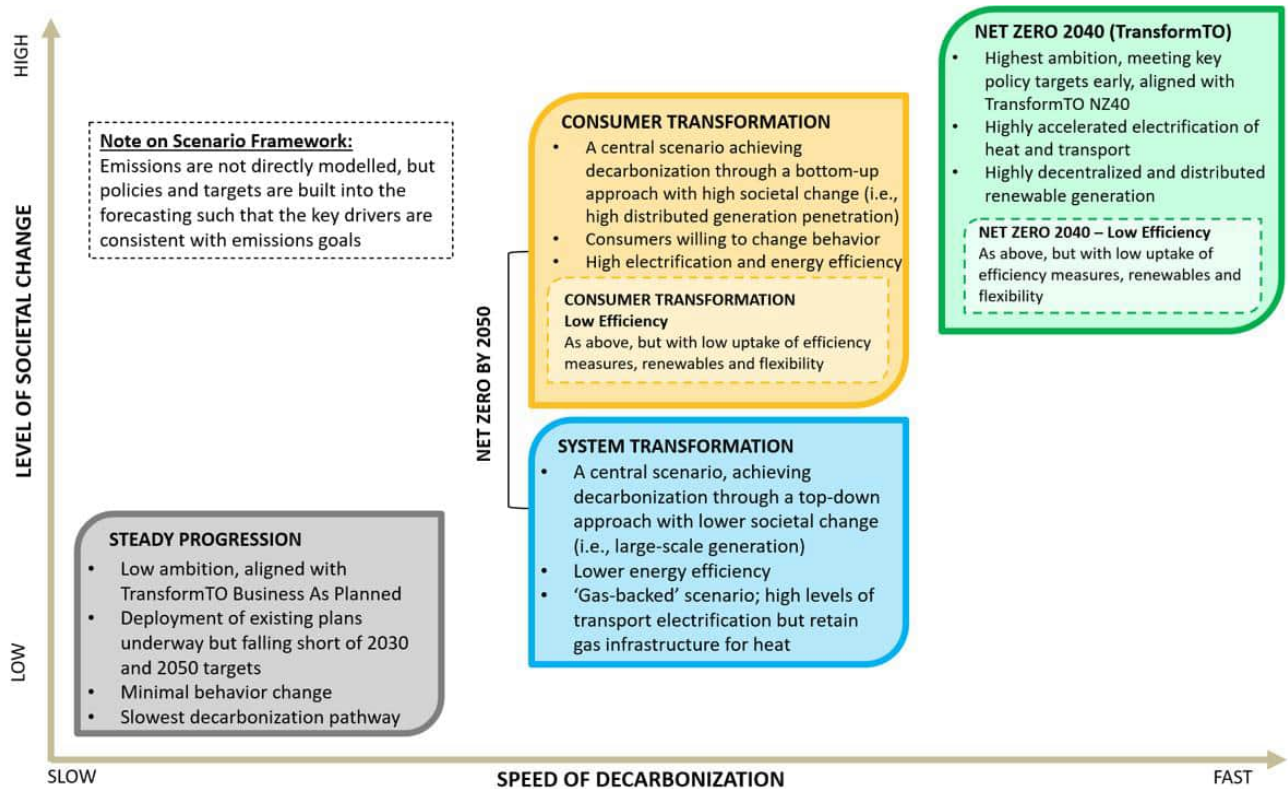 HIGH
LEVEL OF SOCIETAL CHANGE
LOW
Note on Scenario Framework:
Emissions are not directly modelled, but
policies and targets are built into the
forecasting such that the key drivers are
consistent with emissions goals
STEADY PROGRESSION
• Low ambition, aligned with
TransformTO Business As Planned
• Deployment of existing plans
underway but falling short of 2030
and 2050 targets
• Minimal behavior change
• Slowest decarbonization pathway
NET ZERO BY 2050
CONSUMER TRANSFORMATION
• A central scenario achieving
decarbonization through a bottom-up
approach with high societal change (i.e.,
high distributed generation penetration)
• Consumers willing to change behavior
• High electrification and energy efficiency
CONSUMER TRANSFORMATION
Low Efficiency
As above, but with low uptake of efficiency
measures, renewables and flexibility
SYSTEM TRANSFORMATION
• A central scenario, achieving
decarbonization through a top-down
approach with lower societal change
(i.e., large-scale generation)
• Lower energy efficiency
• ‘Gas-backed’ scenario; high levels of
transport electrification but retain
gas infrastructure for heat
NET ZERO 2040 (TransformTO)
• Highest ambition, meeting key
policy targets early, aligned with
TransformTO NZ40
• Highly accelerated electrification of
heat and transport
• Highly decentralized and distributed
renewable generation
NET ZERO 2040 – Low Efficiency
As above, but with low uptake of
efficiency measures, renewables and
flexibility
SLOW
SPEED OF DECARBONIZATION
FAST